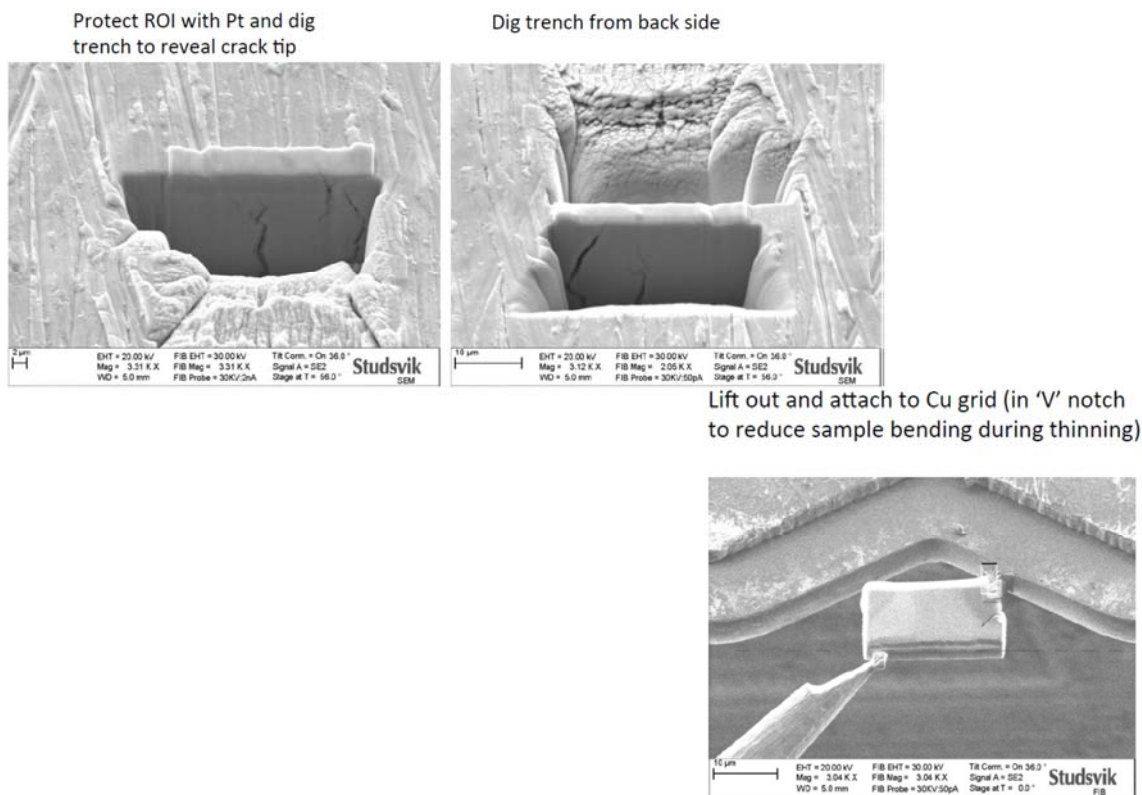 Protect ROI with Pt and dig
trench to reveal crack tip
Dig trench from back side
2 µm
EHT = 20.00 kV FIB EHT = 30.00 kV Tilt Corrn. = On 36.0 °
Mag = 3.31 K X FIB Mag = 3.31 K X Signal A = SE2
WD = 5.0 mm FIB Probe = 30KV:2nA Stage at T = 56.0 °
Studsvik
SEM
10 µm
EHT = 20.00 kV FIB EHT = 30.00 kV Tilt Corrn. = On 36.0 °
Mag = 3.12 K X FIB Mag = 2.05 K X Signal A = SE2
WD = 5.0 mm FIB Probe = 30KV:50pA Stage at T = 56.0 °
Studsvik
SEM
Lift out and attach to Cu grid (in ‘V’ notch
to reduce sample bending during thinning)
10 µm
EHT = 20.00 kV FIB EHT = 30.00 kV Tilt Corrn. = On 36.0 °
Mag = 3.04 K X FIB Mag = 3.04 K X Signal A = SE2
WD = 5.0 mm FIB Probe = 30KV:50pA Stage at T = 0.0 °
Studsvik
FIB